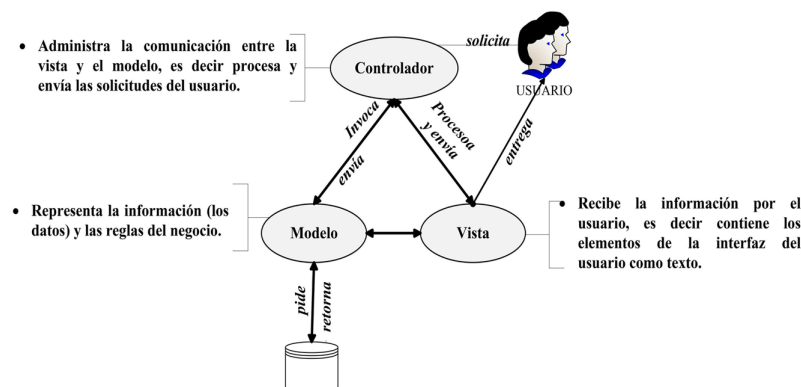 • Administra la comunicación entre la
vista y el modelo, es decir procesa y
envía las solicitudes del usuario.
Controlador
solicita
USUARIO
Invoca
envía
Procesoa
y envía
entrega
• Representa la información (los
datos) y las reglas del negocio.
Modelo
Vista
• Recibe la información por el
usuario, es decir contiene los
elementos de la interfaz del
usuario como texto.
pide
retorna